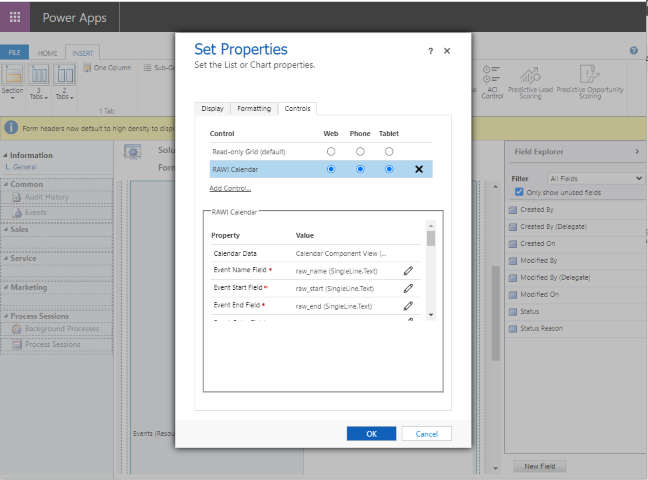 Power Apps
FILE
HOME
INSERT
Section
3 Tabs
2 Tabs
One Column
Sub-G
1 Tab
ACI Control
Predictive Lead Scoring
Predictive Opportunity Scoring
Form headers now default to high density to displ
Information
General
Common
Audit History
Events
Sales
Service
Marketing
Process Sessions
Background Processes
Process Sessions
Solu
Form
Events (Resou
Set Properties
? ×
Set the List or Chart properties.
Display Formatting Controls
Control Web Phone Tablet
Read-only Grid (default)
RAWI Calendar
Add Control...
RAWI Calendar
Property Value
Calendar Data Calendar Component View (...
Event Name Field * raw_name (SingleLine.Text)
Event Start Field * raw_start (SingleLine.Text)
Event End Field * raw_end (SingleLine.Text)
OK Cancel
Field Explorer
Filter All Fields
Only show unused fields
Created By
Created By (Delegate)
Created On
Modified By
Modified By (Delegate)
Modified On
Status
Status Reason
New Field